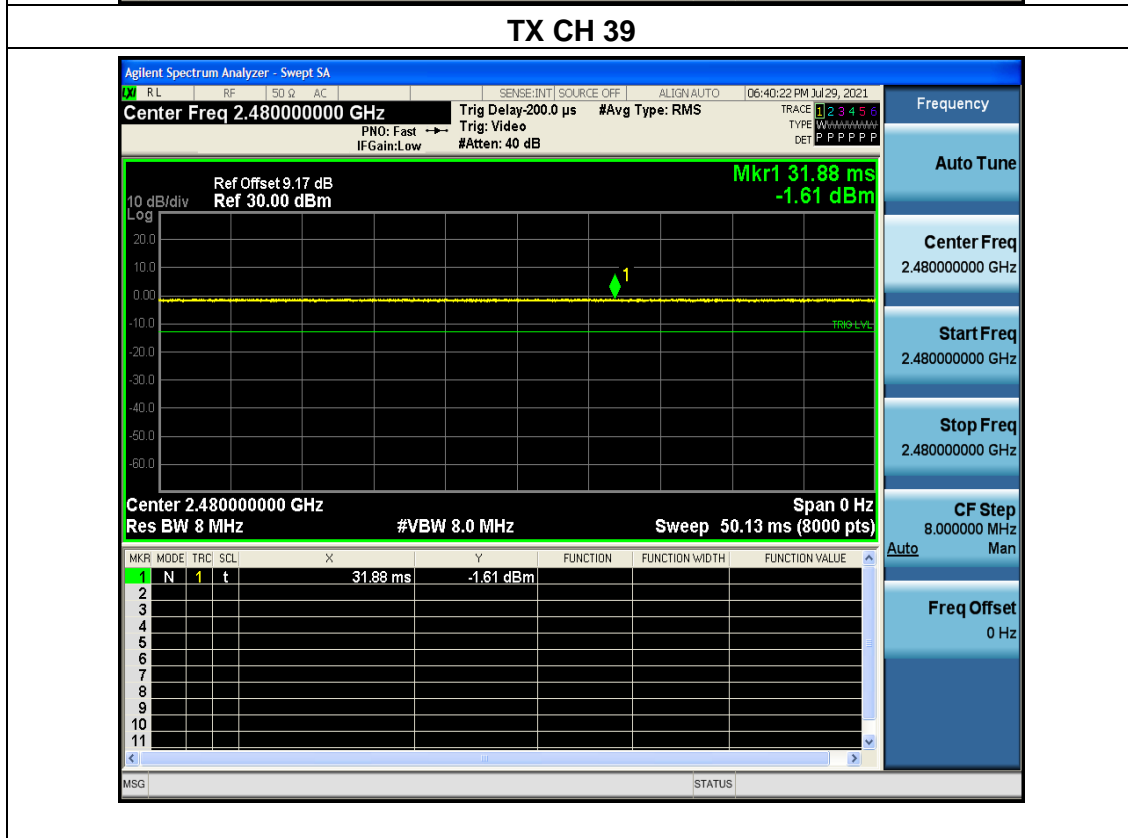 TX CH 39
Agilent Spectrum Analyzer - Swept SA
LXI RL RF 50 Ω AC SENSE:INT SOURCE OFF ALIGN AUTO 06:40:22 PM Jul 29, 2021
Center Freq 2.480000000 GHz
PNO: Fast
IFGain:Low
Trig Delay-200.0 µs
Trig: Video
#Atten: 40 dB
#Avg Type: RMS
TRACE 1 2 3 4 5 6
TYPE WWWWWW
DET P P P P P P
Mkr1 31.88 ms
-1.61 dBm
Ref Offset 9.17 dB
10 dB/div Ref 30.00 dBm
Log
20.0
10.0
0.00
-10.0
-20.0
-30.0
-40.0
-50.0
-60.0
1
TRIG LVL
Center 2.480000000 GHz Span 0 Hz
Res BW 8 MHz #VBW 8.0 MHz Sweep 50.13 ms (8000 pts)
MKR MODE TRC SCL X Y FUNCTION FUNCTION WIDTH FUNCTION VALUE
1 N 1 t 31.88 ms -1.61 dBm
2
3
4
5
6
7
8
9
10
11
MSG STATUS
Frequency
Auto Tune
Center Freq
2.480000000 GHz
Start Freq
2.480000000 GHz
Stop Freq
2.480000000 GHz
CF Step
8.000000 MHz
Auto Man
Freq Offset
0 Hz